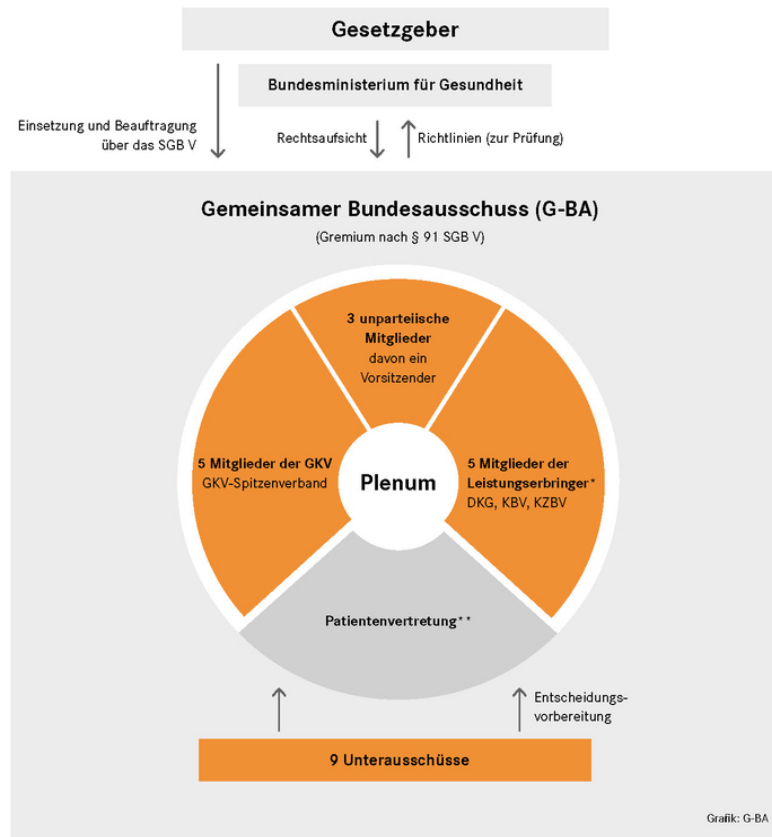 Gesetzgeber
Bundesministerium für Gesundheit
Einsetzung und Beauftragung
über das SGB V
Rechtsaufsicht
Richtlinien (zur Prüfung)
Gemeinsamer Bundesausschuss (G-BA)
(Gremium nach § 91 SGB V)
3 unparteiische
Mitglieder
davon ein
Vorsitzender
5 Mitglieder der GKV
GKV-Spitzenverband
Plenum
5 Mitglieder der
Leistungserbringer*
DKG, KBV, KZBV
Patientenvertretung**
Entscheidungs-
vorbereitung
9 Unterausschüsse
Grafik: G-BA